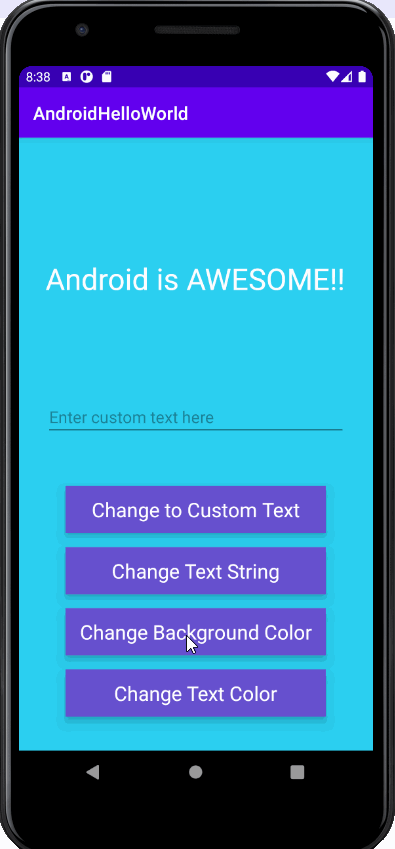 8:38
AndroidHelloWorld
Android is AWESOME!!
Enter custom text here
Change to Custom Text
Change Text String
Change Background Color
Change Text Color